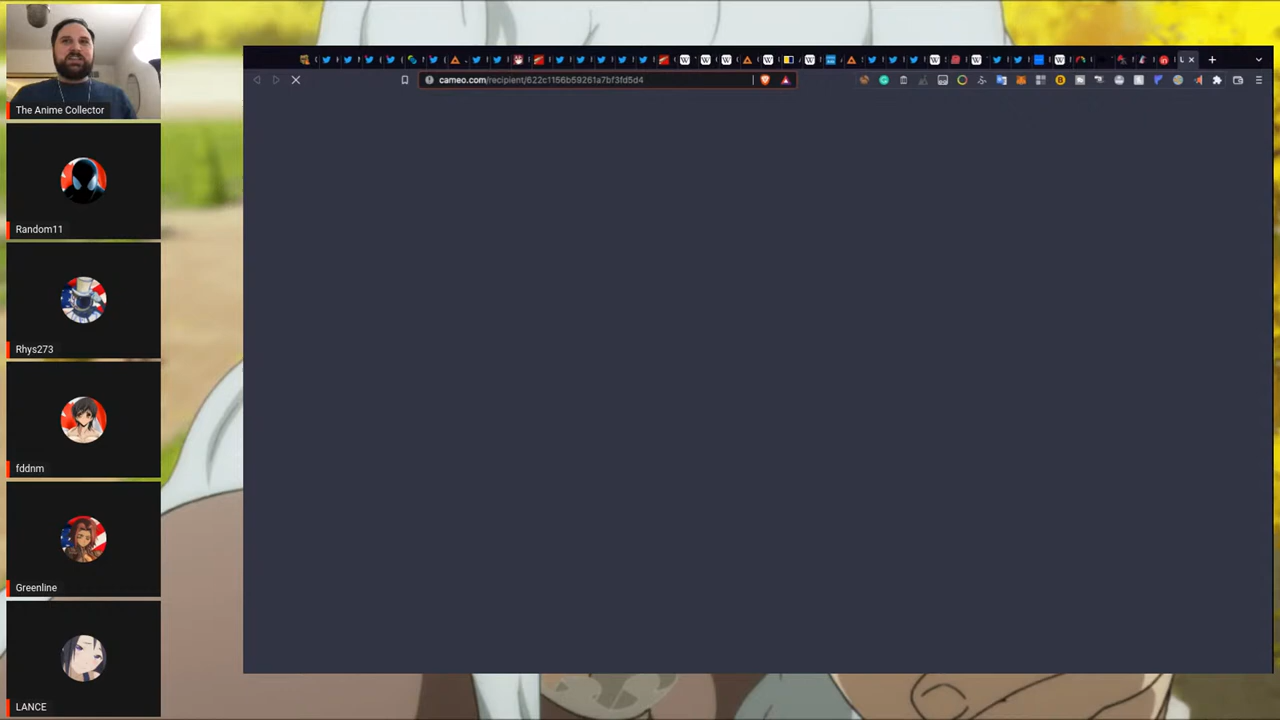 The Anime Collector
Random11
Rhys273
fddnm
Greenline
LANCE
cameo.com/recipient/622c1156b59261a7bf3fd5d4